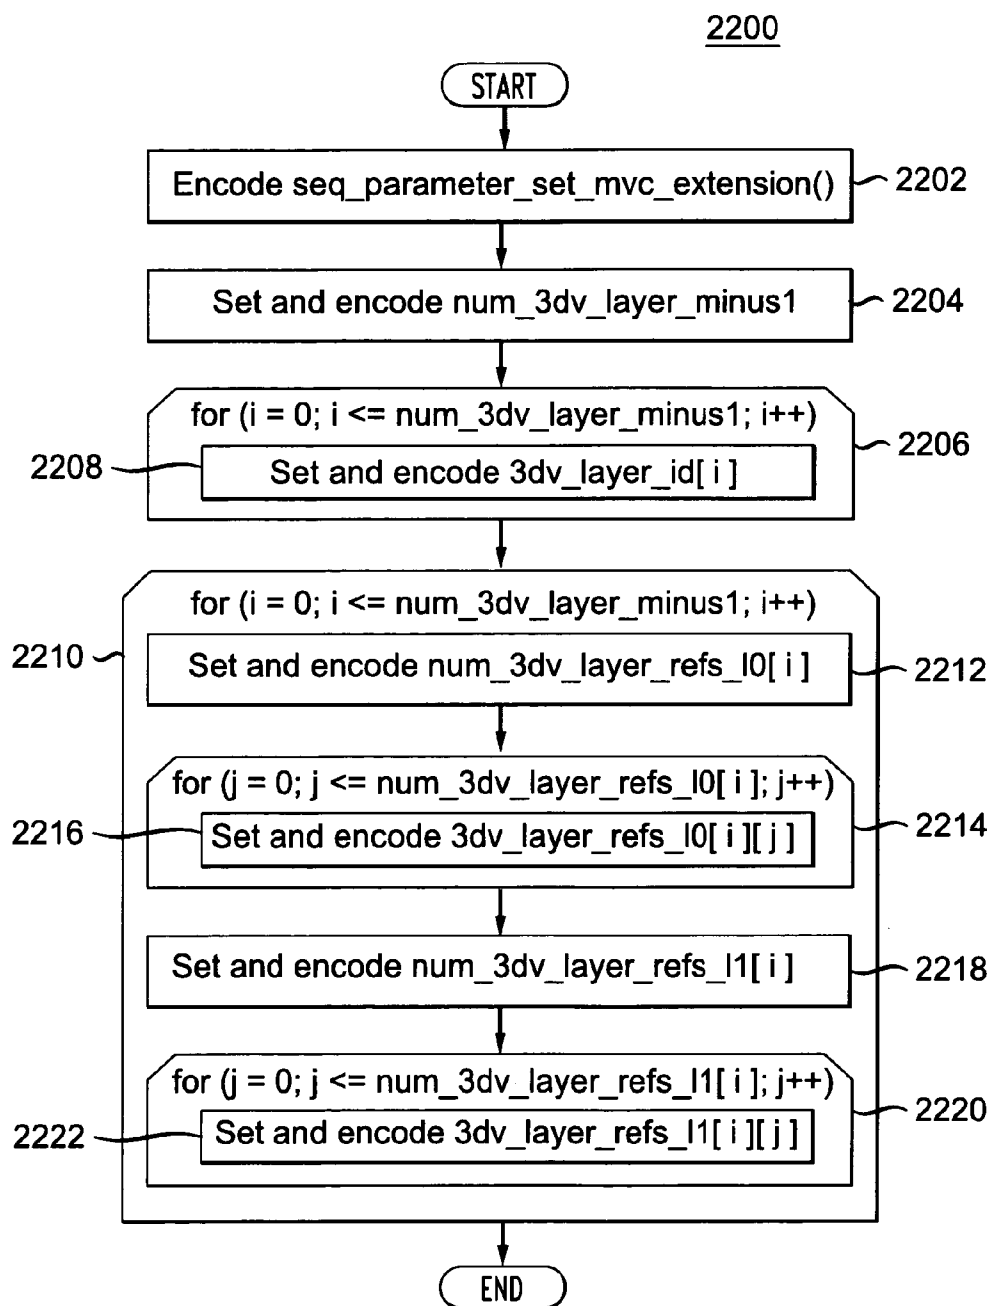 2200
START
Encode seq_parameter_set_mvc_extension()
2202
Set and encode num_3dv_layer_minus1
2204
for (i = 0; i <= num_3dv_layer_minus1; i++)
2206
2208
Set and encode 3dv_layer_id[ i ]
for (i = 0; i <= num_3dv_layer_minus1; i++)
2210
Set and encode num_3dv_layer_refs_l0[ i ]
2212
for (j = 0; j <= num_3dv_layer_refs_l0[ i ]; j++)
2214
2216
Set and encode 3dv_layer_refs_l0[ i ][ j ]
Set and encode num_3dv_layer_refs_l1[ i ]
2218
for (j = 0; j <= num_3dv_layer_refs_l1[ i ]; j++)
2220
2222
Set and encode 3dv_layer_refs_l1[ i ][ j ]
END